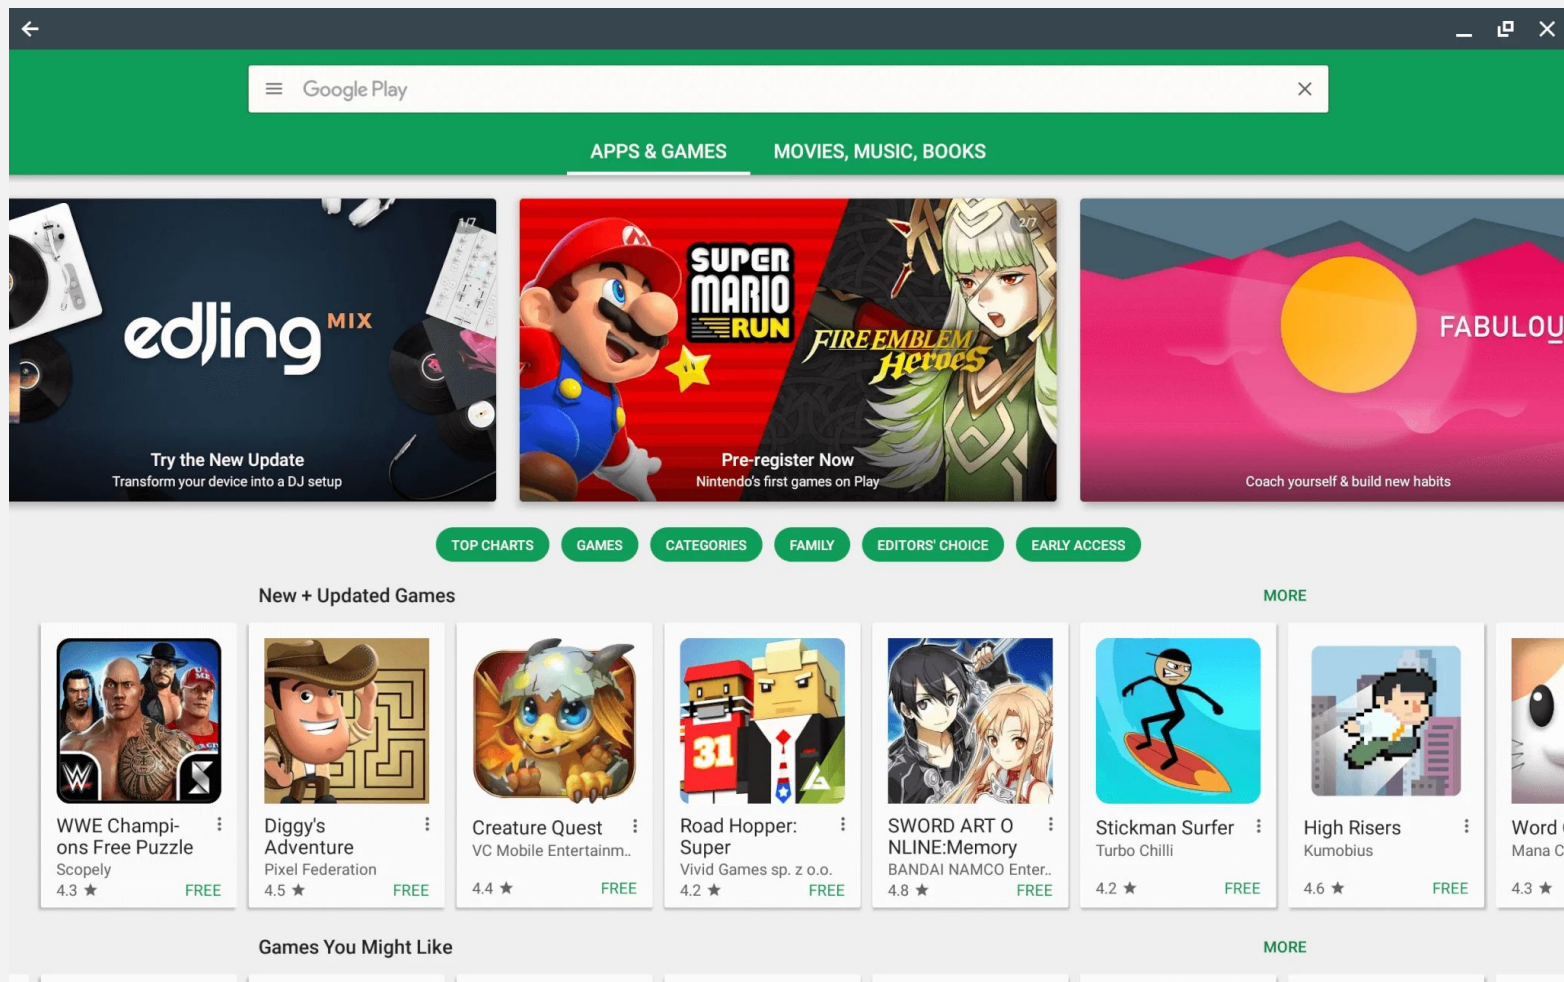 Google Play
APPS & GAMES
MOVIES, MUSIC, BOOKS
1/7
edjing MIX
Try the New Update
Transform your device into a DJ setup
2/7
SUPER
MARIO
RUN
FIRE EMBLEM
Heroes
Pre-register Now
Nintendo's first games on Play
FABULOU
Coach yourself & build new habits
TOP CHARTS
GAMES
CATEGORIES
FAMILY
EDITORS' CHOICE
EARLY ACCESS
New + Updated Games
MORE
WWE Champi-
ons Free Puzzle
Scopely
4.3 ★
FREE
Diggy's
Adventure
Pixel Federation
4.5 ★
FREE
Creature Quest
VC Mobile Entertainm..
4.4 ★
FREE
31
Road Hopper:
Super
Vivid Games sp. z o.o.
4.2 ★
FREE
SWORD ART O
NLINE:Memory
BANDAI NAMCO Enter..
4.8 ★
FREE
Stickman Surfer
Turbo Chilli
4.2 ★
FREE
High Risers
Kumobius
4.6 ★
FREE
Word
Mana C
4.3 ★
Games You Might Like
MORE